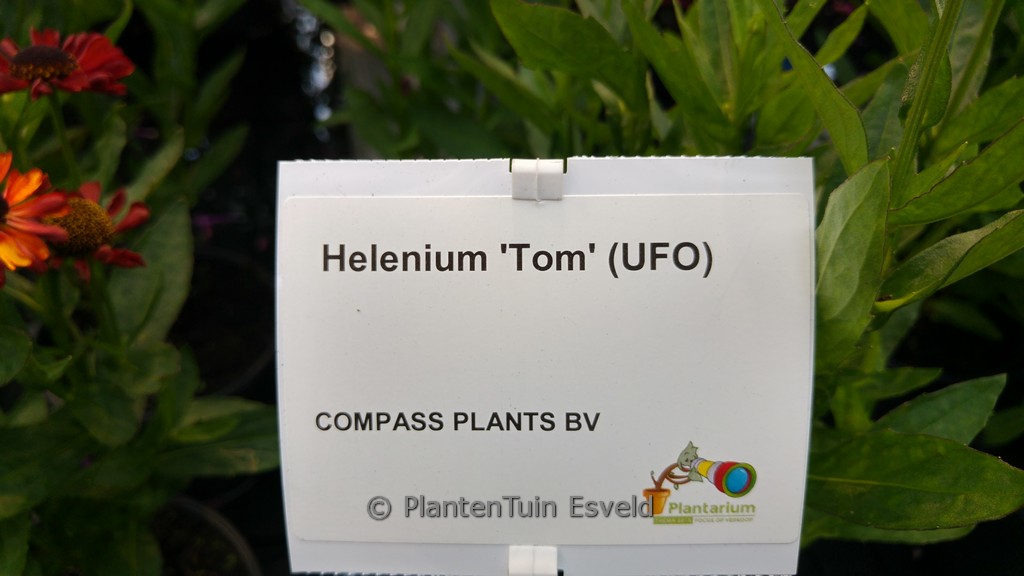 Helenium 'Tom' (UFO)
COMPASS PLANTS BV
Plantarium
© PlantenTuin Esveld